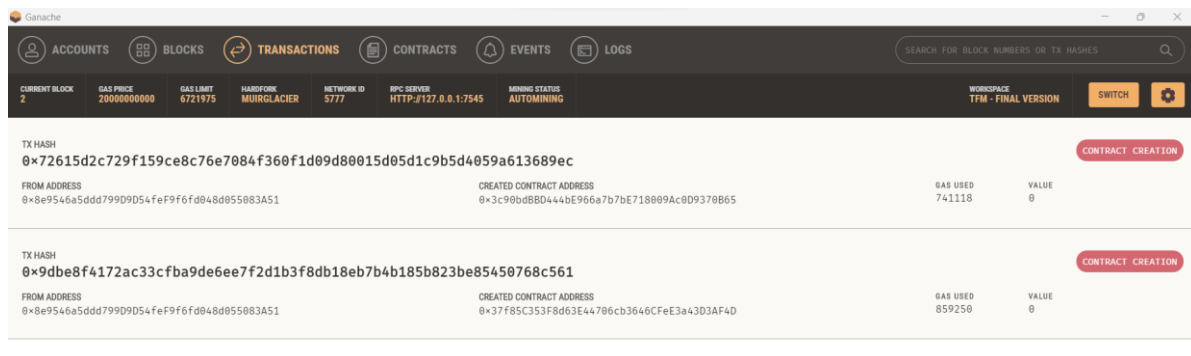 Ganache
ACCOUNTS BLOCKS TRANSACTIONS CONTRACTS EVENTS LOGS SEARCH FOR BLOCK NUMBERS OR TX HASHES
CURRENT BLOCK GAS PRICE GAS LIMIT HARDFORK NETWORK ID RPC SERVER MINING STATUS WORKSPACE
2 20000000000 6721975 MUIRGLACIER 5777 HTTP://127.0.0.1:7545 AUTOMINING TFM - FINAL VERSION SWITCH
TX HASH
0×72615d2c729f159ce8c76e7084f360f1d09d80015d05d1c9b5d4059a613689ec CONTRACT CREATION
FROM ADDRESS CREATED CONTRACT ADDRESS GAS USED VALUE
0×8e9546a5ddd799D9D54feF9f6fd048d055083A51 0×3c90bdBBD444bE966a7b7bE718009Ac0D9370B65 741118 0
TX HASH
0×9dbe8f4172ac33cfba9de6ee7f2d1b3f8db18eb7b4b185b823be85450768c561 CONTRACT CREATION
FROM ADDRESS CREATED CONTRACT ADDRESS GAS USED VALUE
0×8e9546a5ddd799D9D54feF9f6fd048d055083A51 0×37f85C353F8d63E44706cb3646CFeE3a43D3AF4D 859250 0